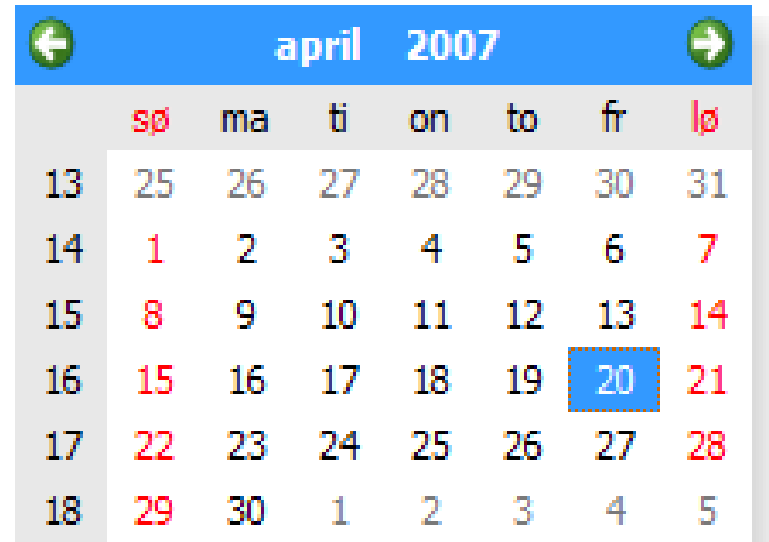 april 2007
sø ma ti on to fr lø
13 25 26 27 28 29 30 31
14 1 2 3 4 5 6 7
15 8 9 10 11 12 13 14
16 15 16 17 18 19 20 21
17 22 23 24 25 26 27 28
18 29 30 1 2 3 4 5